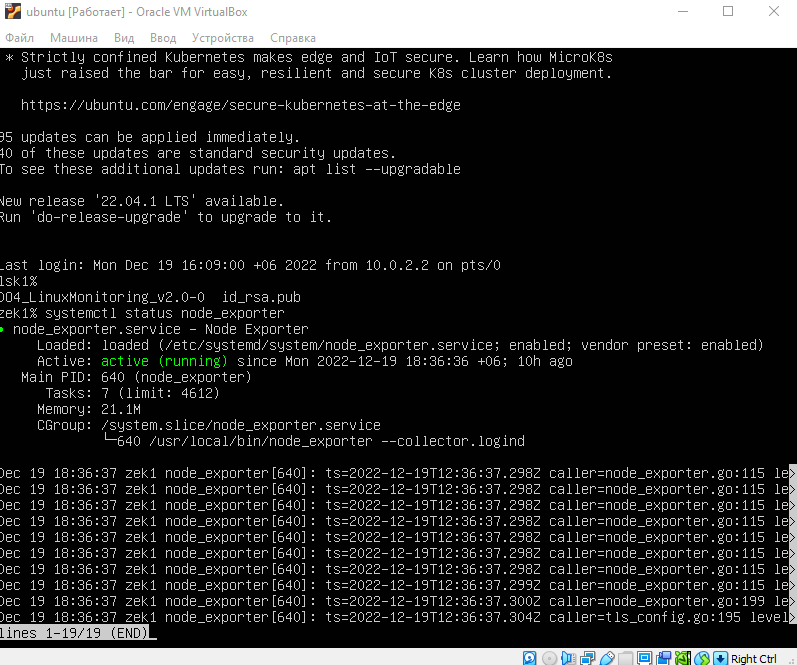 ubuntu [Работает] - Oracle VM VirtualBox
Файл Машина Вид Ввод Устройства Справка
* Strictly confined Kubernetes makes edge and IoT secure. Learn how MicroK8s
just raised the bar for easy, resilient and secure K8s cluster deployment.
https://ubuntu.com/engage/secure-kubernetes-at-the-edge
95 updates can be applied immediately.
40 of these updates are standard security updates.
To see these additional updates run: apt list --upgradable
New release '22.04.1 LTS' available.
Run 'do-release-upgrade' to upgrade to it.
Last login: Mon Dec 19 16:09:00 +06 2022 from 10.0.2.2 on pts/0
lsk1%
DO4_LinuxMonitoring_v2.0-0 id_rsa.pub
zek1% systemctl status node_exporter
● node_exporter.service - Node Exporter
Loaded: loaded (/etc/systemd/system/node_exporter.service; enabled; vendor preset: enabled)
Active: active (running) since Mon 2022-12-19 18:36:36 +06; 10h ago
Main PID: 640 (node_exporter)
Tasks: 7 (limit: 4612)
Memory: 21.1M
CGroup: /system.slice/node_exporter.service
└─640 /usr/local/bin/node_exporter --collector.logind
Dec 19 18:36:37 zek1 node_exporter[640]: ts=2022-12-19T12:36:37.298Z caller=node_exporter.go:115 le>
Dec 19 18:36:37 zek1 node_exporter[640]: ts=2022-12-19T12:36:37.298Z caller=node_exporter.go:115 le>
Dec 19 18:36:37 zek1 node_exporter[640]: ts=2022-12-19T12:36:37.298Z caller=node_exporter.go:115 le>
Dec 19 18:36:37 zek1 node_exporter[640]: ts=2022-12-19T12:36:37.298Z caller=node_exporter.go:115 le>
Dec 19 18:36:37 zek1 node_exporter[640]: ts=2022-12-19T12:36:37.298Z caller=node_exporter.go:115 le>
Dec 19 18:36:37 zek1 node_exporter[640]: ts=2022-12-19T12:36:37.298Z caller=node_exporter.go:115 le>
Dec 19 18:36:37 zek1 node_exporter[640]: ts=2022-12-19T12:36:37.298Z caller=node_exporter.go:115 le>
Dec 19 18:36:37 zek1 node_exporter[640]: ts=2022-12-19T12:36:37.299Z caller=node_exporter.go:115 le>
Dec 19 18:36:37 zek1 node_exporter[640]: ts=2022-12-19T12:36:37.300Z caller=node_exporter.go:199 le>
Dec 19 18:36:37 zek1 node_exporter[640]: ts=2022-12-19T12:36:37.304Z caller=tls_config.go:195 level>
lines 1-19/19 (END)
Right Ctrl